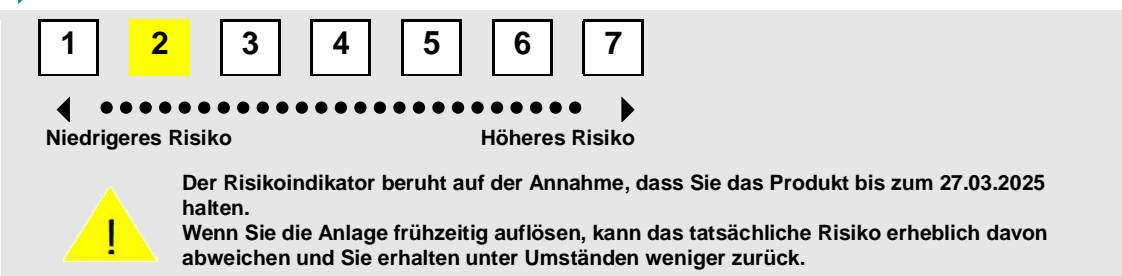 1 2 3 4 5 6 7
Niedrigeres Risiko Höheres Risiko
Der Risikoindikator beruht auf der Annahme, dass Sie das Produkt bis zum 27.03.2025
halten.
Wenn Sie die Anlage frühzeitig auflösen, kann das tatsächliche Risiko erheblich davon
abweichen und Sie erhalten unter Umständen weniger zurück.
!